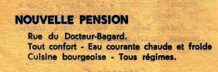 NOUVELLE PENSION
Rue du Docteur-Bagard.
Tout confort - Eau courante chaude et froide
Cuisine bourgeoise - Tous régimes.